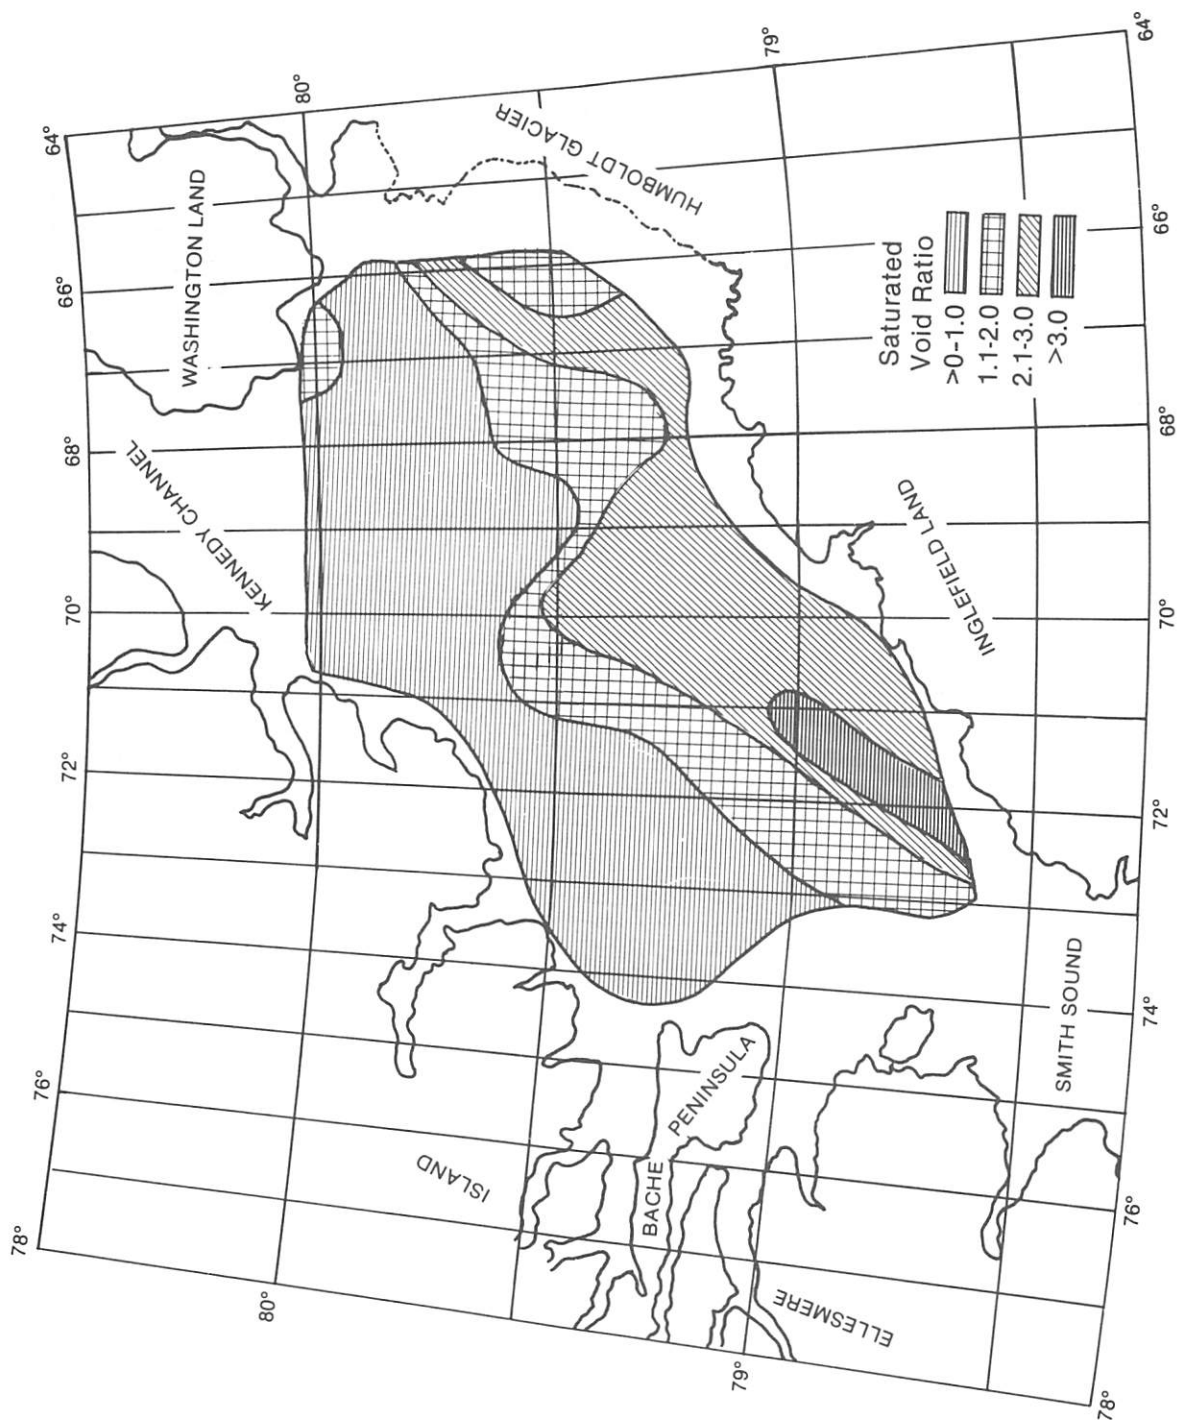 64°
66°
68°
70°
72°
74°
76°
78°
80°
80°
79°
79°
64°
66°
68°
70°
72°
74°
76°
78°
WASHINGTON LAND
KENNEDY CHANNEL
HUMBOLDT GLACIER
INGLEFIELD LAND
SMITH SOUND
BACHE PENINSULA
ELLESMERE ISLAND
Saturated
Void Ratio
>0-1.0
1.1-2.0
2.1-3.0
>3.0